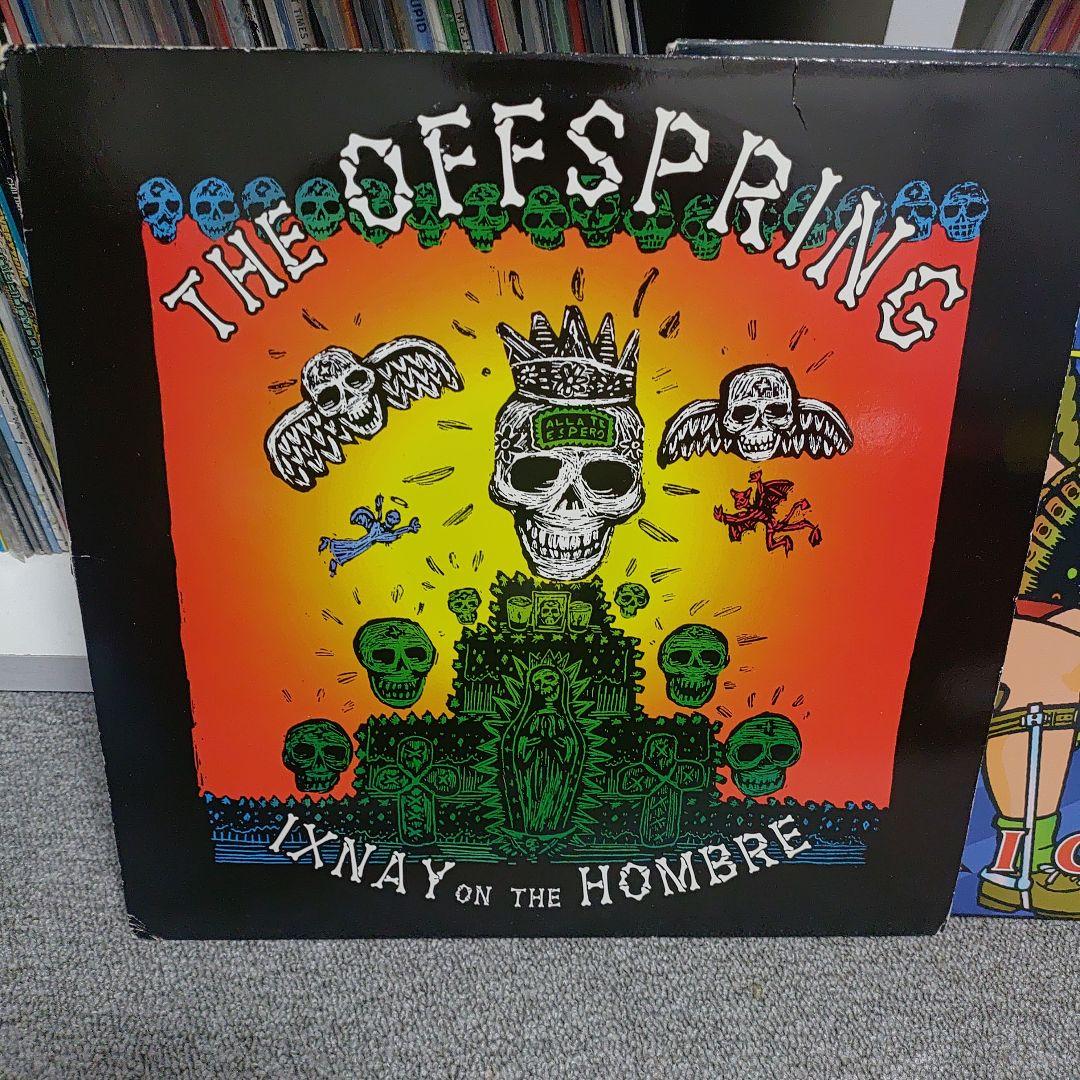 THE OFFSPRING
ALLA TE
ESPERO
IXNAY ON THE HOMBRE
I